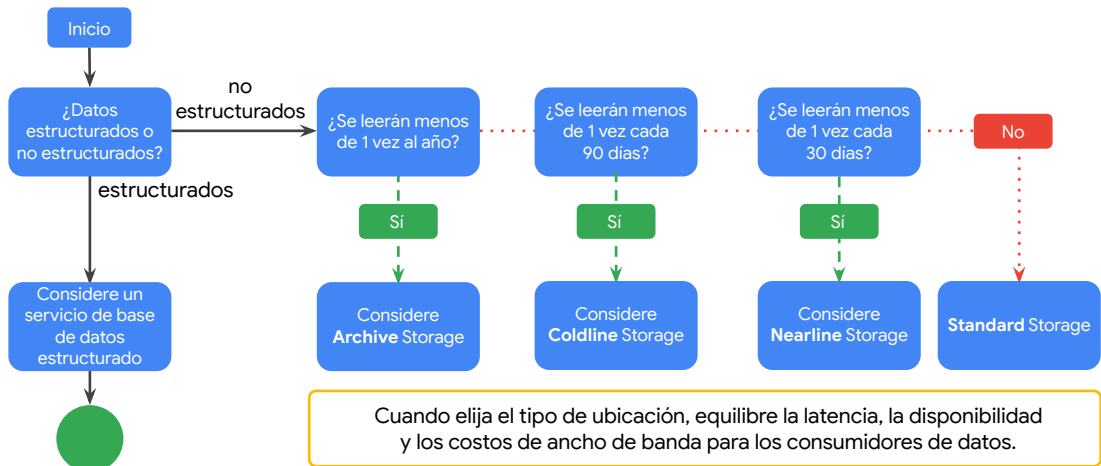 Inicio
¿Datos
estructurados o
no estructurados?
no
estructurados
estructurados
Considere un
servicio de base
de datos
estructurado
¿Se leerán menos
de 1 vez al año?
Sí
Considere
Archive Storage
¿Se leerán menos
de 1 vez cada
90 días?
Sí
Considere
Coldline Storage
¿Se leerán menos
de 1 vez cada
30 días?
Sí
Considere
Nearline Storage
No
Standard Storage
Cuando elija el tipo de ubicación, equilibre la latencia, la disponibilidad
y los costos de ancho de banda para los consumidores de datos.